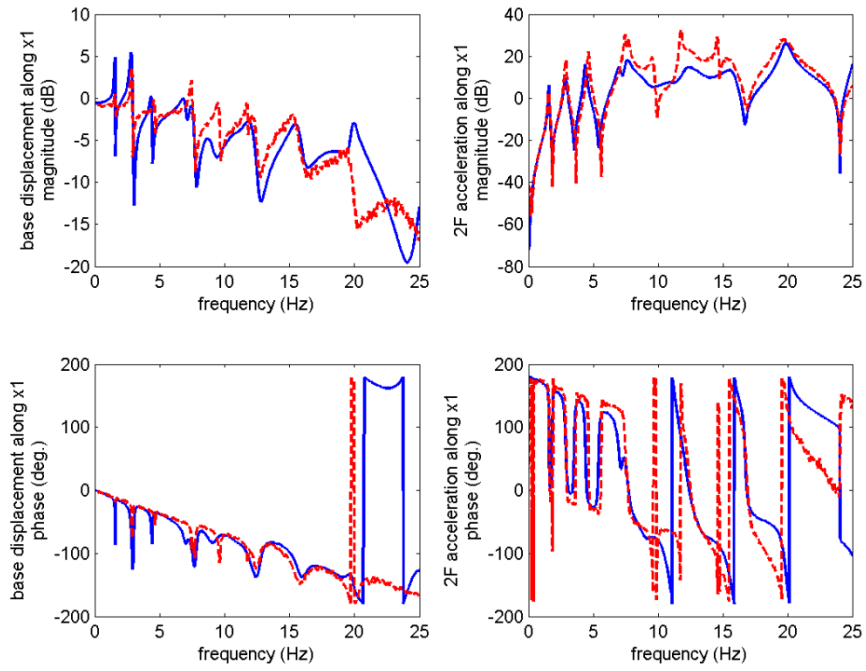 base displacement along x1
magnitude (dB)
10
5
0
-5
-10
-15
-20
0 5 10 15 20 25
frequency (Hz)
2F acceleration along x1
magnitude (dB)
40
20
0
-20
-40
-60
-80
0 5 10 15 20 25
frequency (Hz)
base displacement along x1
phase (deg.)
200
100
0
-100
-200
0 5 10 15 20 25
frequency (Hz)
2F acceleration along x1
phase (deg.)
200
100
0
-100
-200
0 5 10 15 20 25
frequency (Hz)